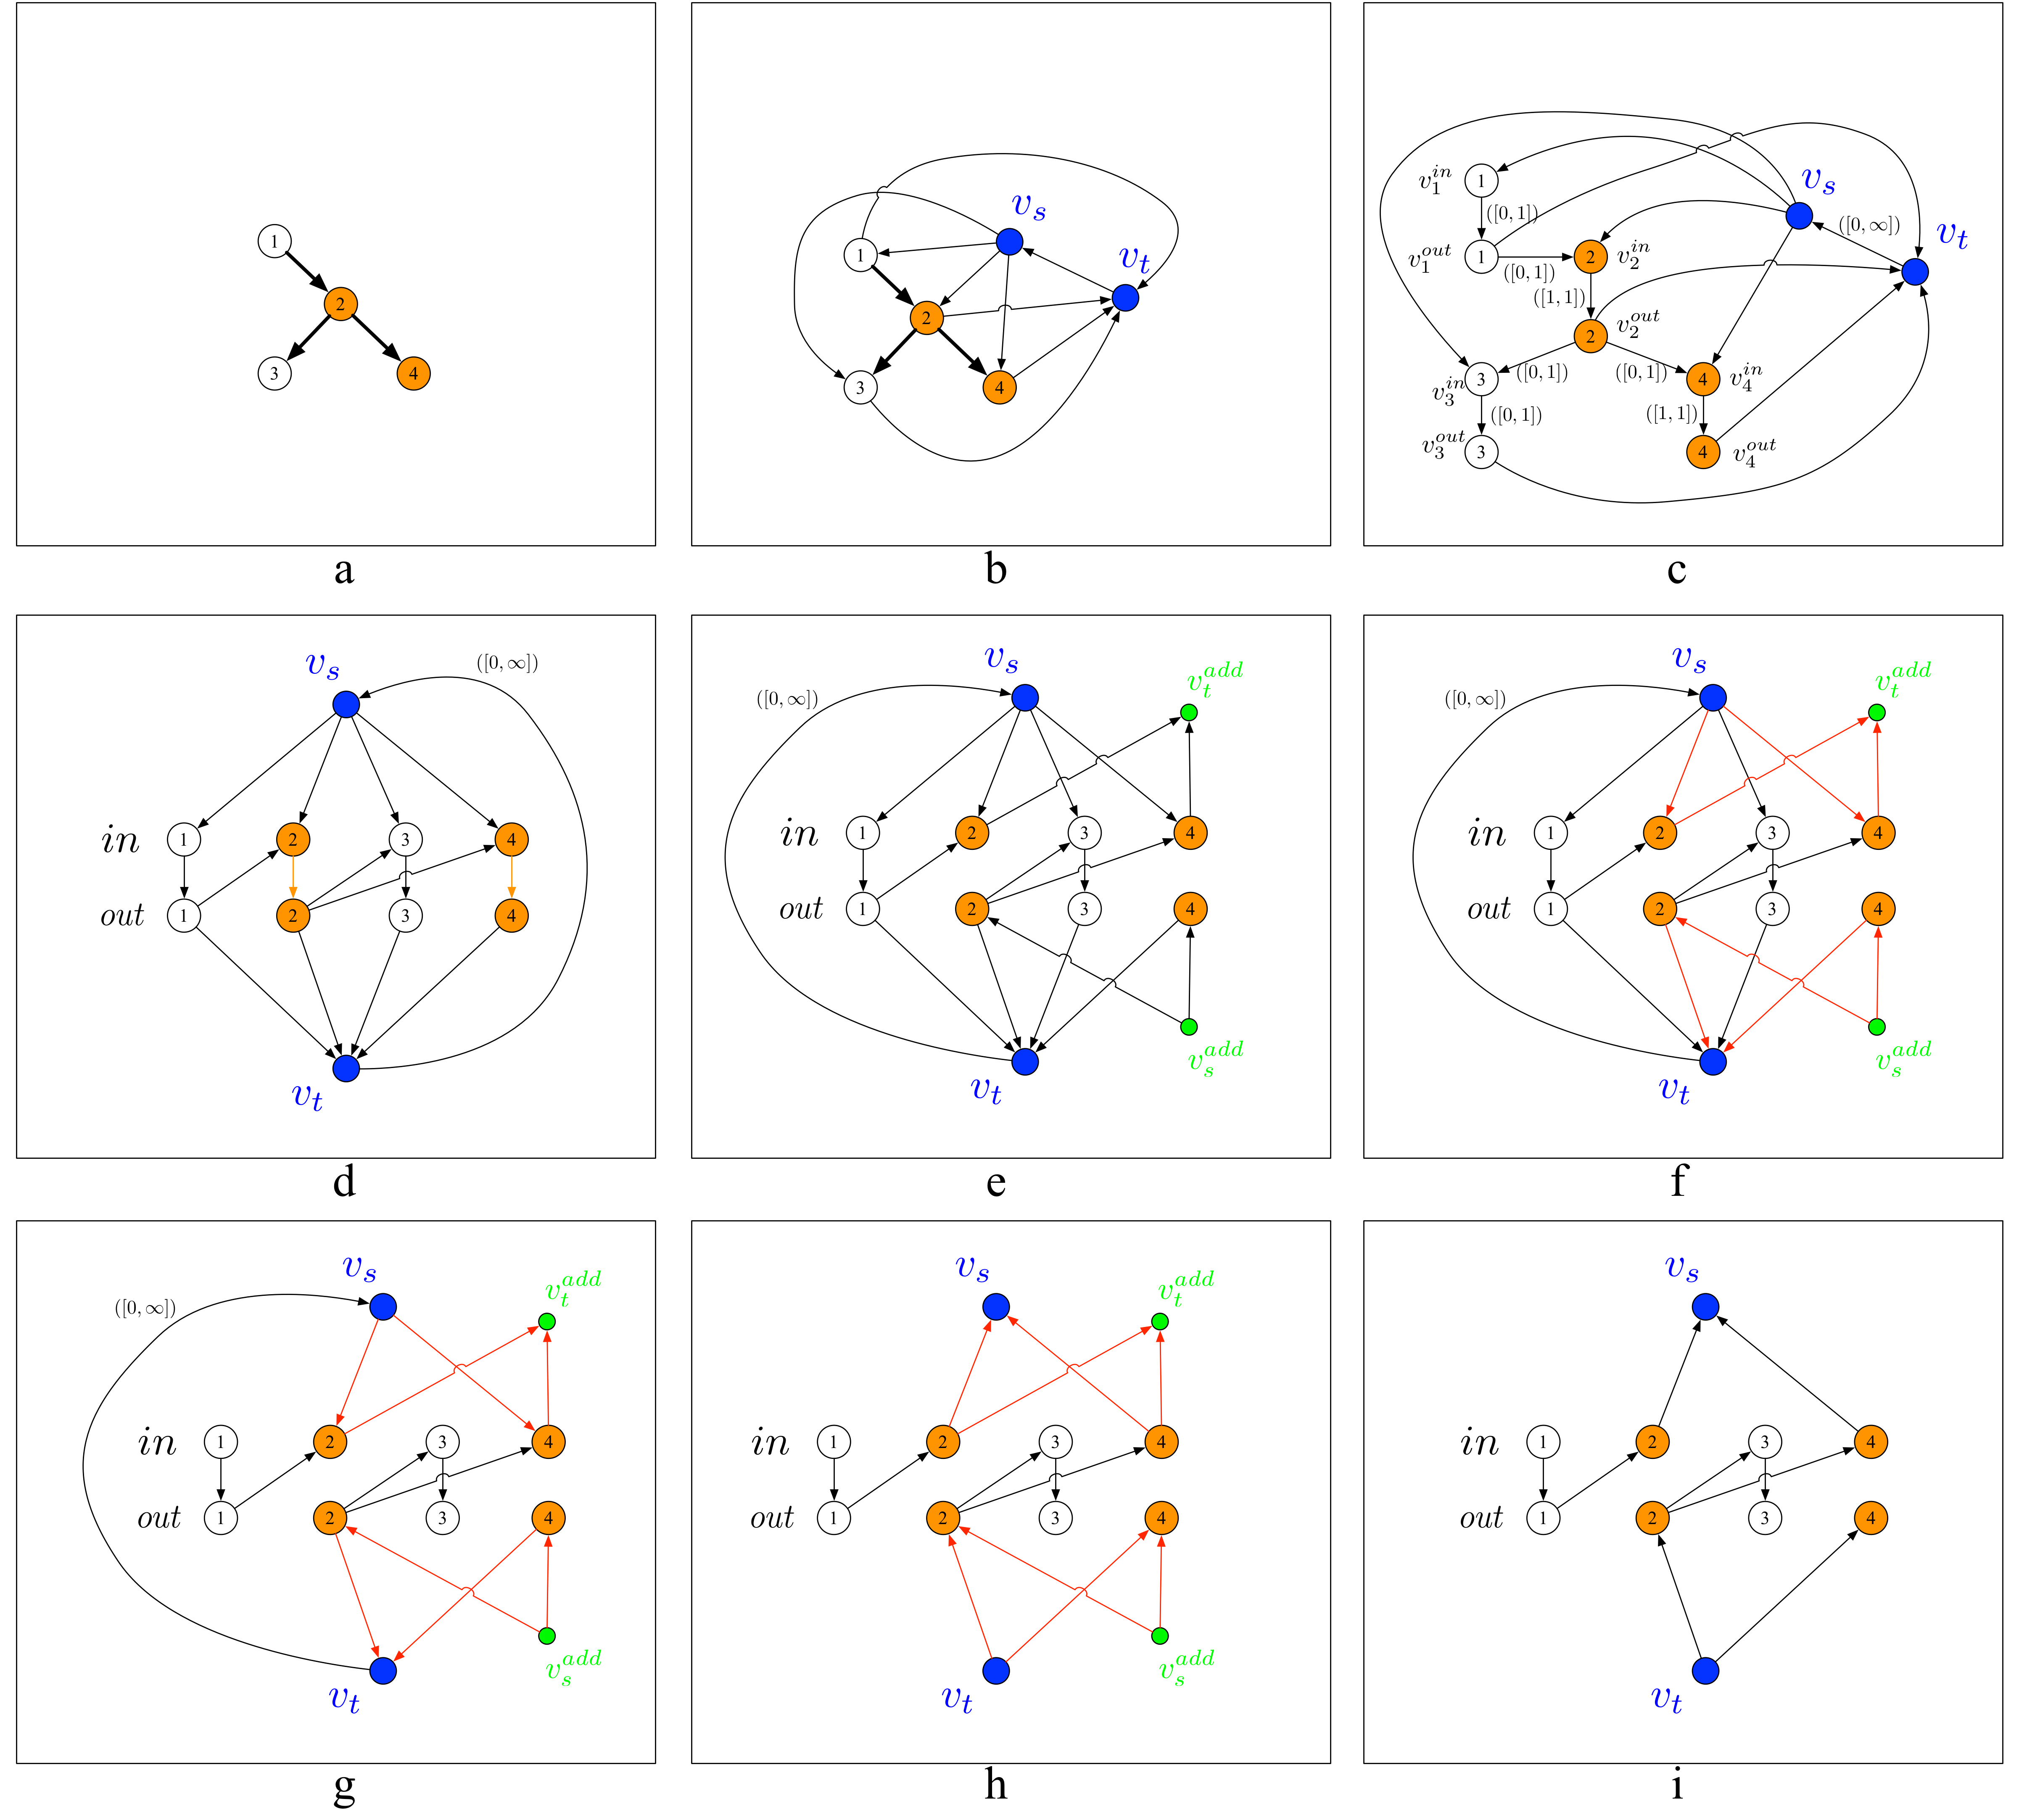 1
2
3 4
a
v_s
v_t
1
2
3 4
b
v_s
v_t
v_1^{in} 1
([0, 1]) ([0, ∞])
v_1^{out} 1 2 v_2^{in}
([0, 1])
([1, 1])
2 v_2^{out}
([0, 1]) ([0, 1])
v_3^{in} 3 4 v_4^{in}
([0, 1]) ([1, 1])
v_3^{out} 3 4 v_4^{out}
c
v_s ([0, ∞])
in 1 2 3 4
out 1 2 3 4
v_t
d
v_s v_t^{add}
([0, ∞])
in 1 2 3 4
out 1 2 3 4
v_t v_s^{add}
e
v_s v_t^{add}
([0, ∞])
in 1 2 3 4
out 1 2 3 4
v_t v_s^{add}
f
v_s v_t^{add}
([0, ∞])
in 1 2 3 4
out 1 2 3 4
v_t v_s^{add}
g
v_s v_t^{add}
in 1 2 3 4
out 1 2 3 4
v_t v_s^{add}
h
v_s
in 1 2 3 4
out 1 2 3 4
v_t
i